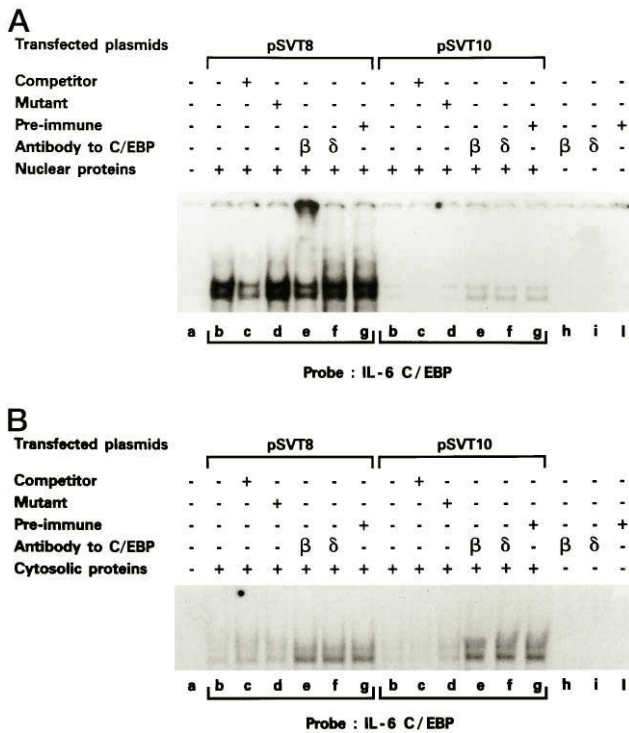 A
Transfected plasmids pSVT8 pSVT10
Competitor - - + - - - - - + - - - - - - -
Mutant - - - + - - - - - + - - - - - -
Pre-immune - - - - - - + - - - - - + - - +
Antibody to C/EBP - - - - β δ - - - - β δ - β δ -
Nuclear proteins - + + + + + + + + + + + + - - -
a b c d e f g b c d e f g h i l
Probe : IL-6 C/EBP
B
Transfected plasmids pSVT8 pSVT10
Competitor - - + - - - - - + - - - - - - -
Mutant - - - + - - - - - + - - - - - -
Pre-immune - - - - - - + - - - - - + - - +
Antibody to C/EBP - - - - β δ - - - - β δ - β δ -
Cytosolic proteins - + + + + + + + + + + + + - - -
a b c d e f g b c d e f g h i l
Probe : IL-6 C/EBP